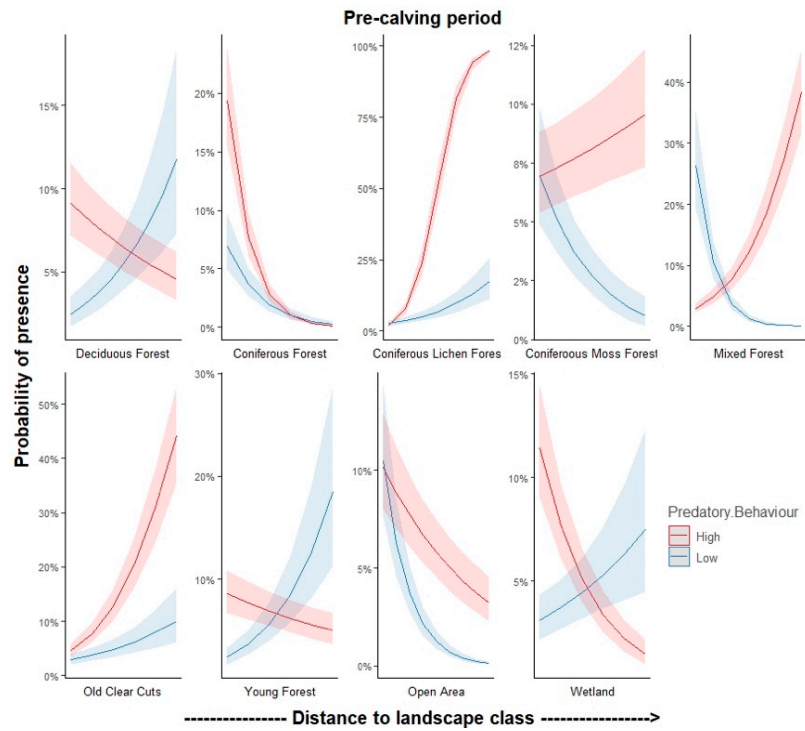 Pre-calving period
Probability of presence
15%
10%
5%
Deciduous Forest
20%
15%
10%
5%
0%
Coniferous Forest
100%
75%
50%
25%
0%
Coniferous Lichen Fores
12%
10%
8%
5%
2%
0%
Coniferoous Moss Forest
40%
30%
20%
10%
0%
Mixed Forest
50%
40%
30%
20%
10%
0%
Old Clear Cuts
30%
20%
10%
Young Forest
10%
5%
0%
Open Area
15%
10%
5%
Wetland
Predatory.Behaviour
High
Low
---------------- Distance to landscape class ----------------->